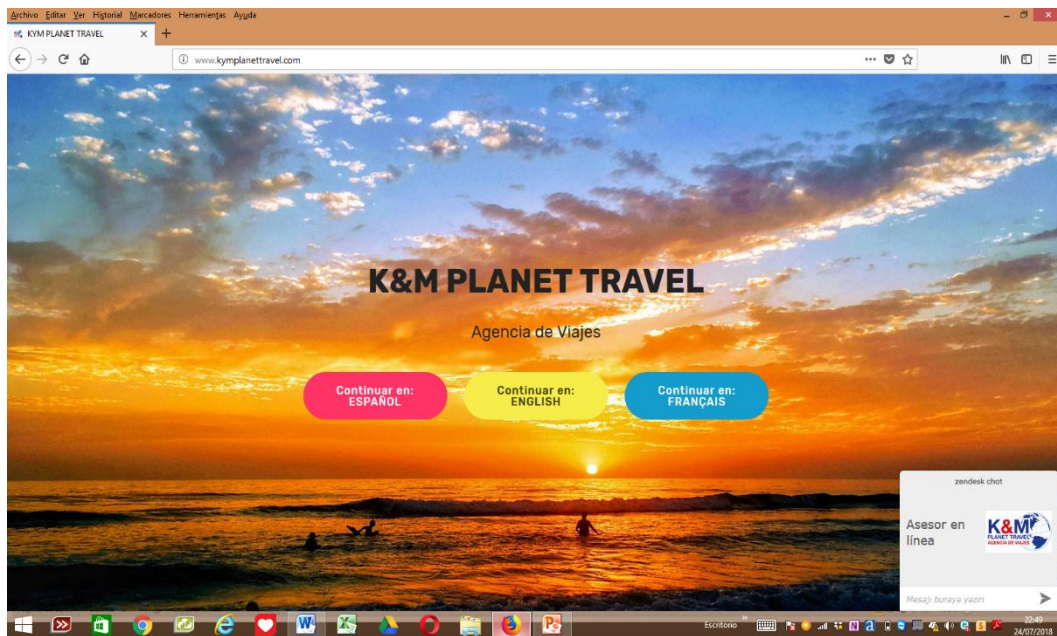 Archivo Editar Ver Historial Marcadores Herramientas Ayuda
KYM PLANET TRAVEL
www.kymplanettravel.com
K&M PLANET TRAVEL
Agencia de Viajes
Continuar en:
ESPAÑOL
Continuar en:
ENGLISH
Continuar en:
FRANÇAIS
zendesk chat
Asesor en
línea
K&M
PLANET TRAVEL
AGENCIA DE VIAJES
Mesajı buraya yazın
Escritorio
22:49
24/07/2018